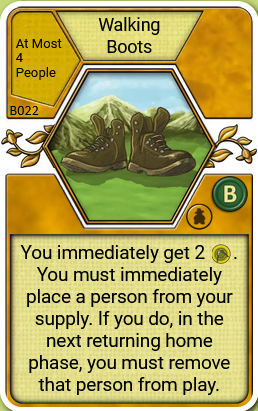 Walking
Boots
At Most
4
People
B022
B
You immediately get 2 .
You must immediately
place a person from your
supply. If you do, in the
next returning home
phase, you must remove
that person from play.